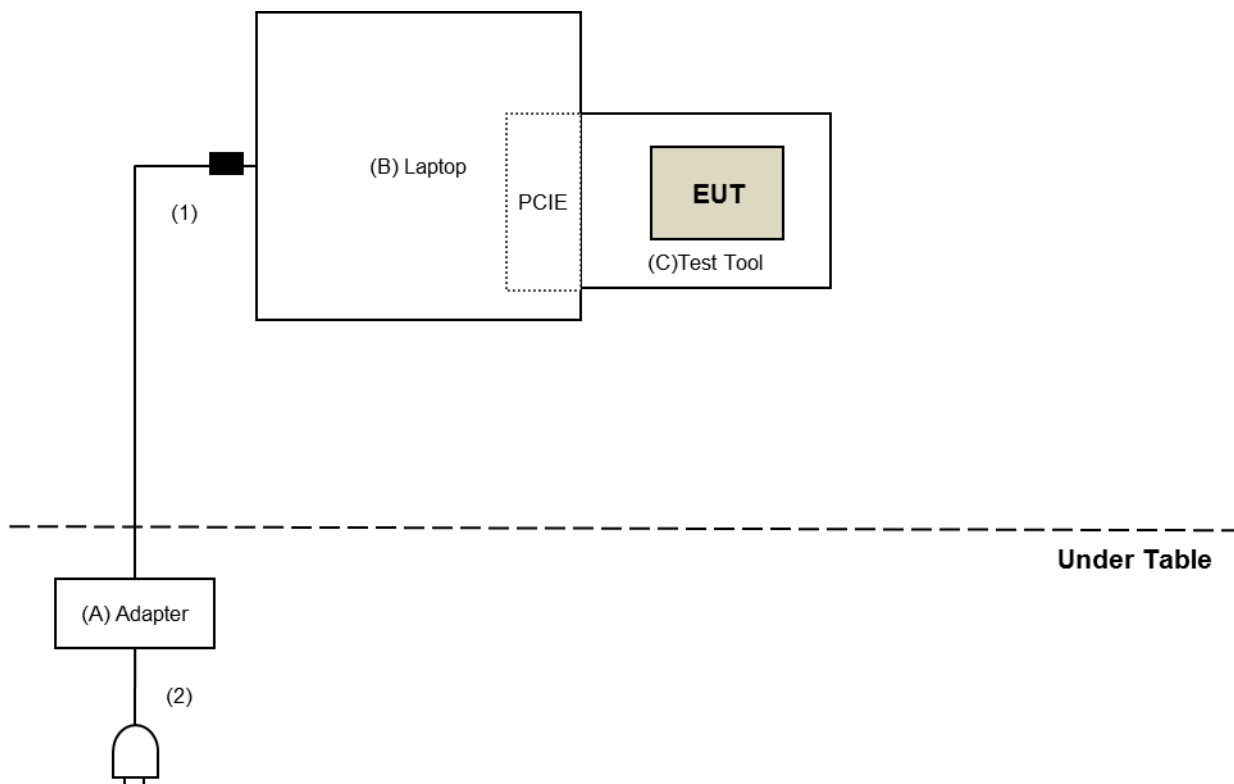 (B) Laptop
PCIE
EUT
(1)
(C)Test Tool
Under Table
(A) Adapter
(2)